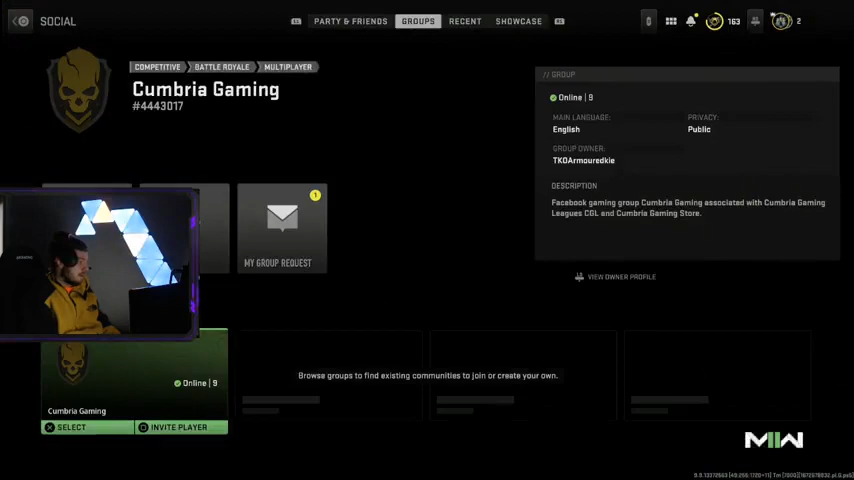 SOCIAL
PARTY & FRIENDS
GROUPS
RECENT
SHOWCASE
163
2
COMPETITIVE
BATTLE ROYALE
MULTIPLAYER
Cumbria Gaming
#4443017
// GROUP
Online | 9
MAIN LANGUAGE:
PRIVACY:
English
Public
GROUP OWNER:
TKOArmouredkie
DESCRIPTION
Facebook gaming group Cumbria Gaming associated with Cumbria Gaming
Leagues CGL and Cumbria Gaming Store.
VIEW OWNER PROFILE
1
MY GROUP REQUEST
Browse groups to find existing communities to join or create your own.
Online | 9
Cumbria Gaming
SELECT
INVITE PLAYER
MIIW